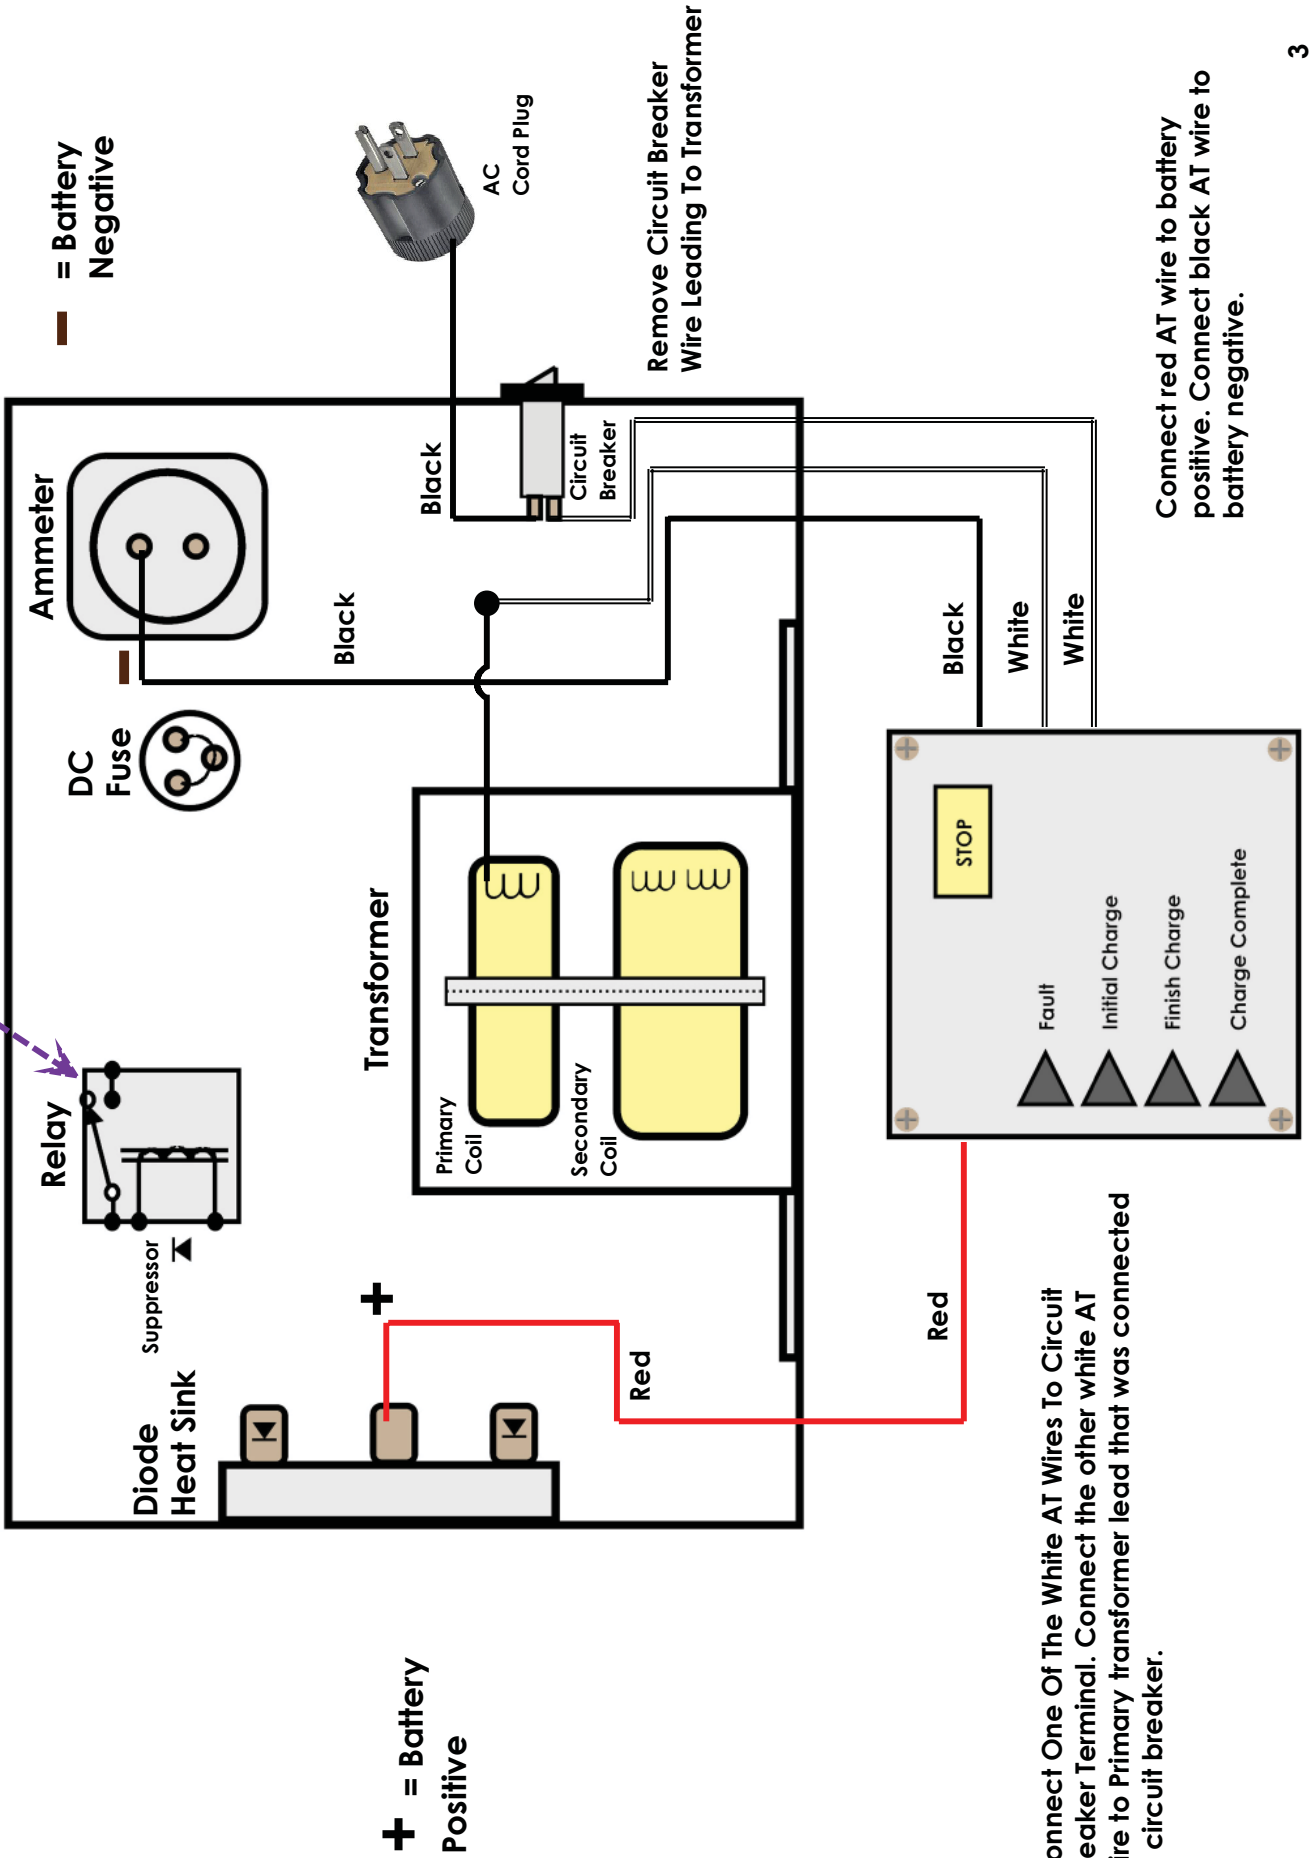 Ammeter
= Battery
Negative
Relay
DC
Fuse
Suppressor
Diode
Heat Sink
Black
Transformer
+
+ = Battery
Positive
Black
AC
Cord Plug
Primary
Coil
Secondary
Coil
Circuit
Breaker
Red
Remove Circuit Breaker
Wire Leading To Transformer
Red
Black
White
White
STOP
Fault
Initial Charge
Finish Charge
Charge Complete
onnect One Of The White AT Wires To Circuit
eaker Terminal. Connect the other white AT
ire to Primary transformer lead that was connected
circuit breaker.
Connect red AT wire to battery
positive. Connect black AT wire to
battery negative.
3